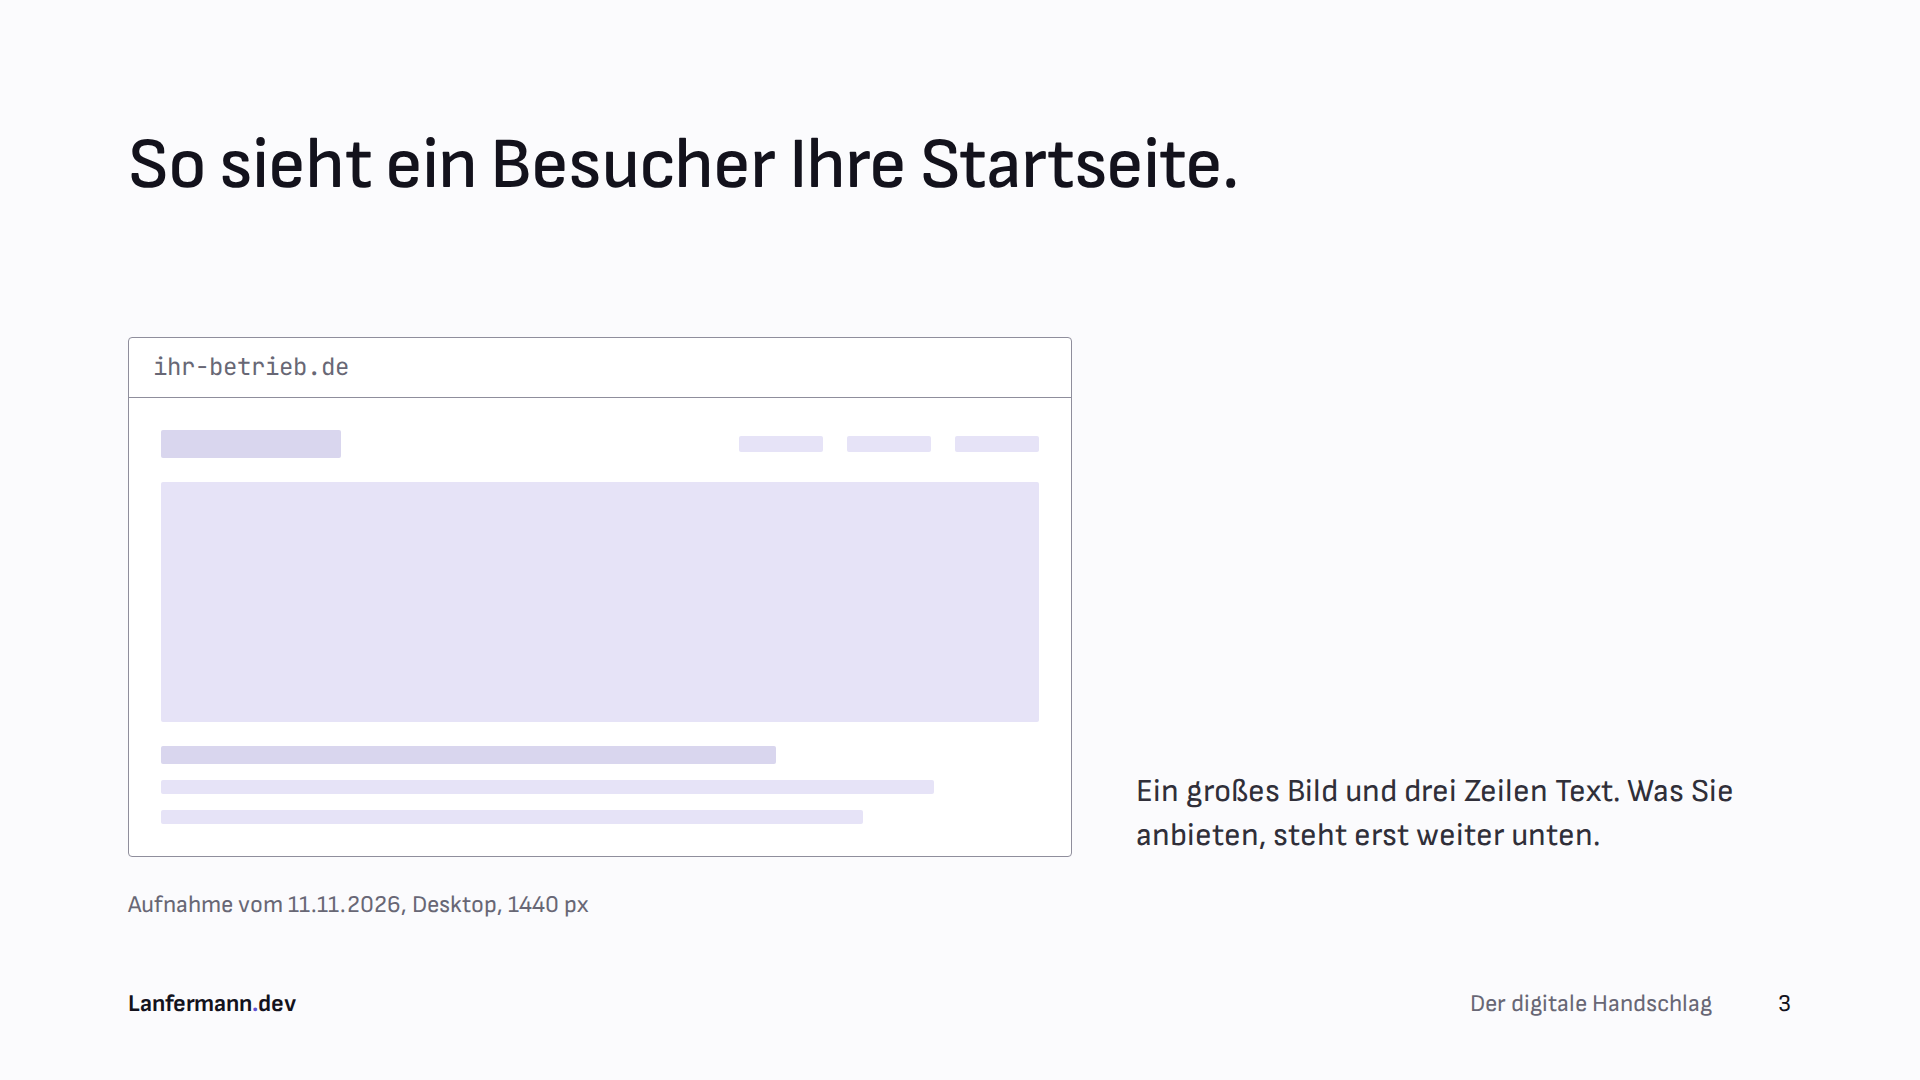 So sieht ein Besucher Ihre Startseite.
ihr-betrieb.de
Ein großes Bild und drei Zeilen Text. Was Sie
anbieten, steht erst weiter unten.
Aufnahme vom 11.11.2026, Desktop, 1440 px
Lanfermann.dev
Der digitale Handschlag
3